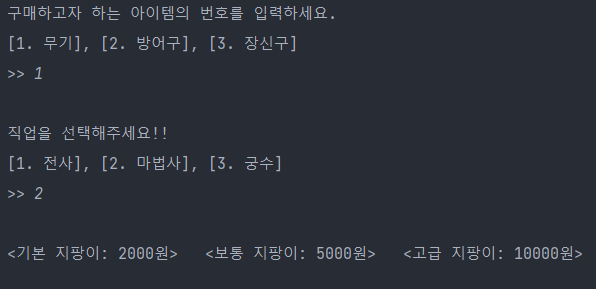 구매하고자 하는 아이템의 번호를 입력하세요.
[1. 무기], [2. 방어구], [3. 장신구]
>> 1
직업을 선택해주세요!!
[1. 전사], [2. 마법사], [3. 궁수]
>> 2
<기본 지팡이: 2000원> <보통 지팡이: 5000원> <고급 지팡이: 10000원>